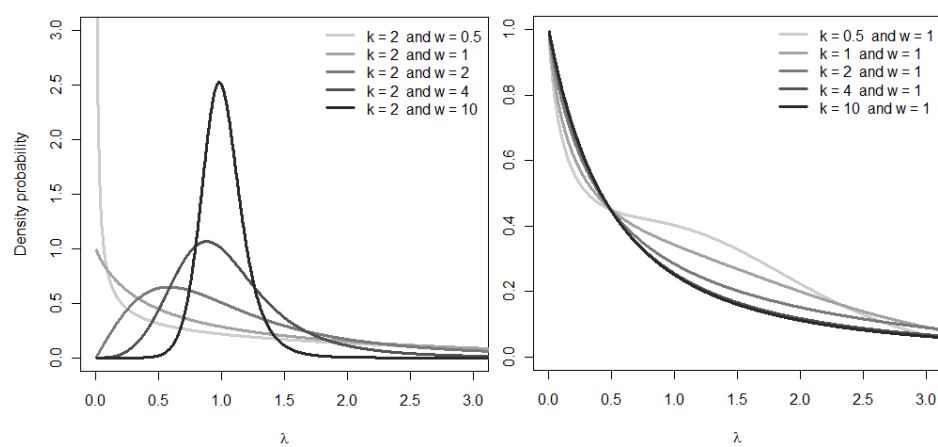 Density probability
3.0
2.5
2.0
1.5
1.0
0.5
0.0
k = 2 and w = 0.5
k = 2 and w = 1
k = 2 and w = 2
k = 2 and w = 4
k = 2 and w = 10
0.0 0.5 1.0 1.5 2.0 2.5 3.0
λ
1.0
0.8
0.6
0.4
0.2
0.0
k = 0.5 and w = 1
k = 1 and w = 1
k = 2 and w = 1
k = 4 and w = 1
k = 10 and w = 1
0.0 0.5 1.0 1.5 2.0 2.5 3.0
λ